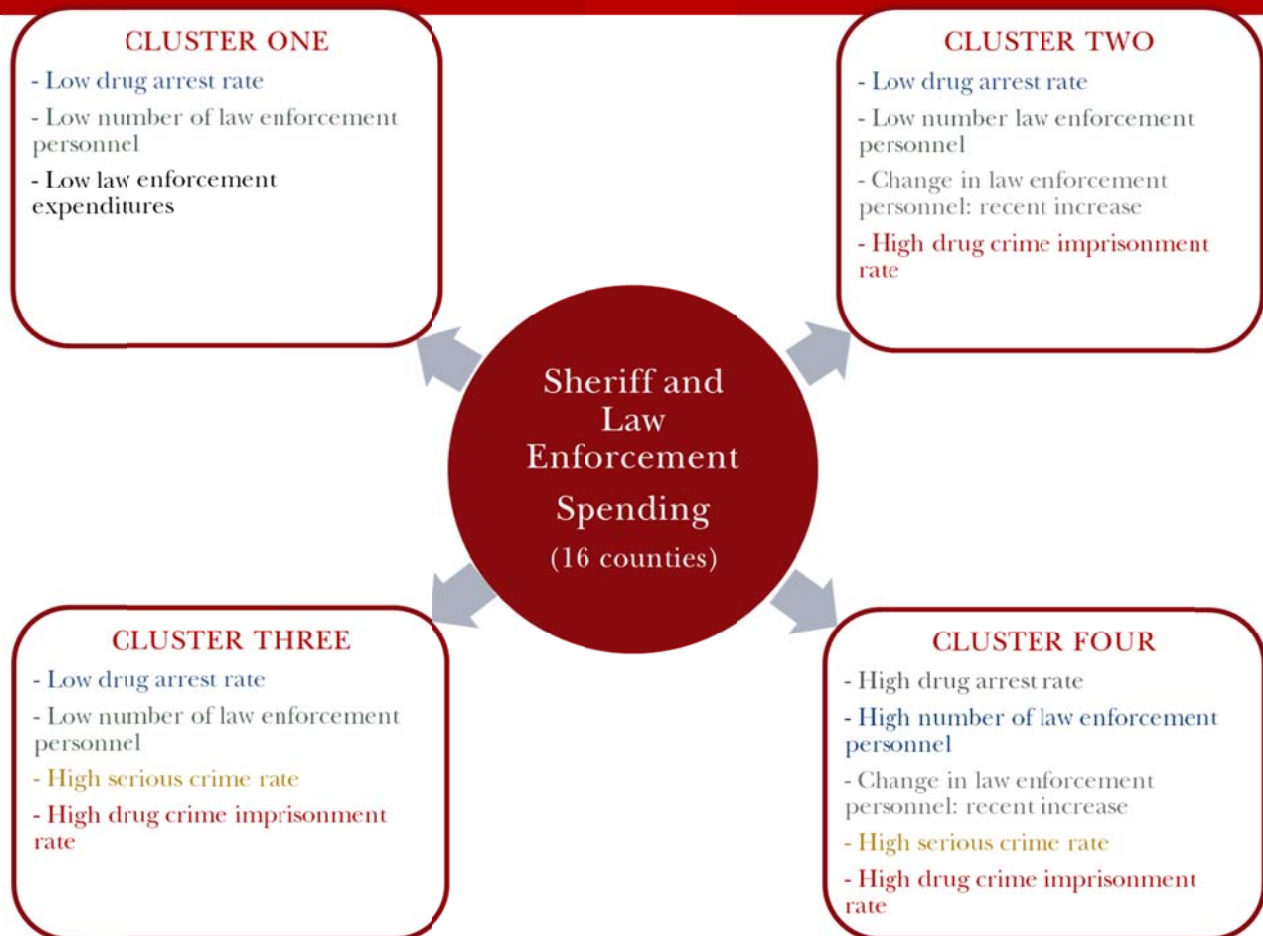 CLUSTER ONE
- Low drug arrest rate
- Low number of law enforcement
personnel
- Low law enforcement
expenditures
CLUSTER TWO
- Low drug arrest rate
- Low number law enforcement
personnel
- Change in law enforcement
personnel: recent increase
- High drug crime imprisonment
rate
Sheriff and
Law
Enforcement
Spending
(16 counties)
CLUSTER THREE
- Low drug arrest rate
- Low number of law enforcement
personnel
- High serious crime rate
- High drug crime imprisonment
rate
CLUSTER FOUR
- High drug arrest rate
- High number of law enforcement
personnel
- Change in law enforcement
personnel: recent increase
- High serious crime rate
- High drug crime imprisonment
rate